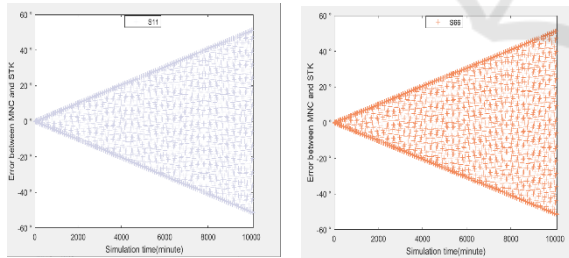 S11
60°
40°
20°
0°
-20°
-40°
-60°
Error between MNC and STK
0 2000 4000 6000 8000 10000
Simulation time(minute)
S66
60°
40°
20°
0°
-20°
-40°
-60°
Error between MNC and STK
0 2000 4000 6000 8000 10000
Simulation time(minute)